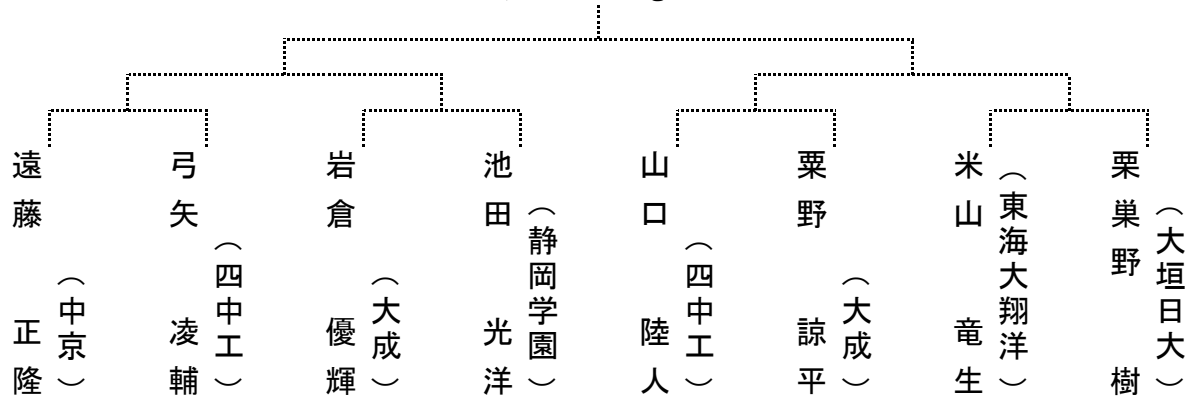 遠藤 正隆
（中京）
弓矢 凌輔
（四中工）
岩倉 優輝
（大成）
池田 光洋
（静岡学園）
山口 陸人
（四中工）
粟野 諒平
（大成）
米山 竜生
（東海大翔洋）
栗巣野 樹
（大垣日大）